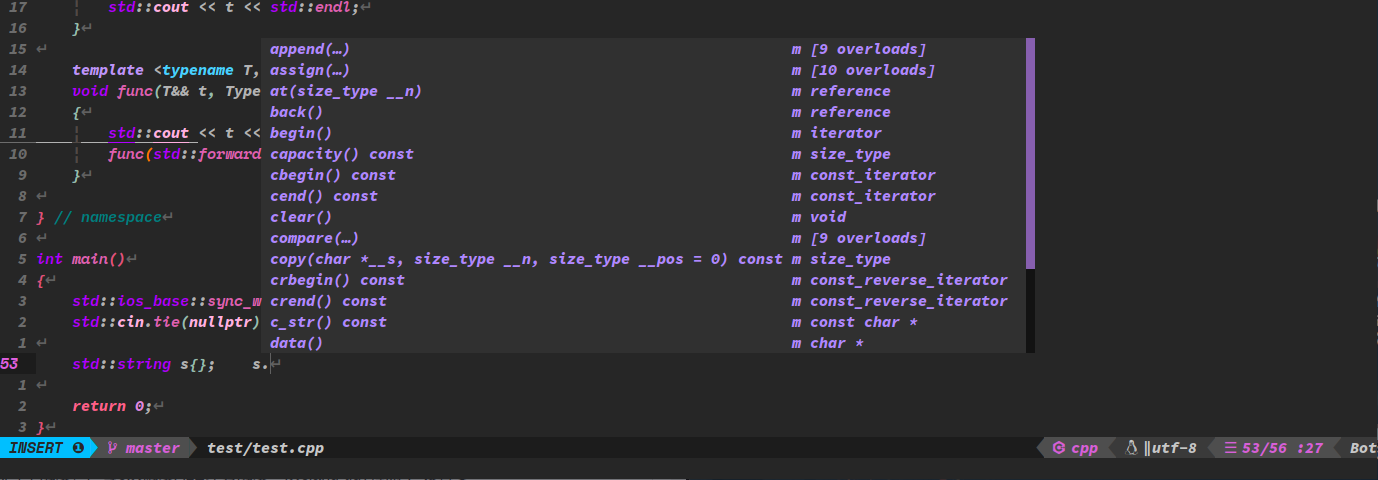 17 std::cout << t << std::endl;↵
16 }↵
15 ↵ append(…) m [9 overloads]
14 template <typename T, assign(…) m [10 overloads]
13 void func(T&& t, Type at(size_type __n) m reference
12 {↵ back() m reference
11 std::cout << t << begin() m iterator
10 func(std::forward capacity() const m size_type
9 }↵ cbegin() const m const_iterator
8 ↵ cend() const m const_iterator
7 } // namespace↵ clear() m void
6 ↵ compare(…) m [9 overloads]
5 int main()↵ copy(char *__s, size_type __n, size_type __pos = 0) const m size_type
4 {↵ crbegin() const m const_reverse_iterator
3 std::ios_base::sync_w crend() const m const_reverse_iterator
2 std::cin.tie(nullptr) c_str() const m const char *
1 ↵ data() m char *
53 std::string s{}; s.↵
1 ↵
2 return 0;↵
3 }↵
INSERT ❶ master test/test.cpp cpp utf-8 ☰ 53/56 :27 Bot